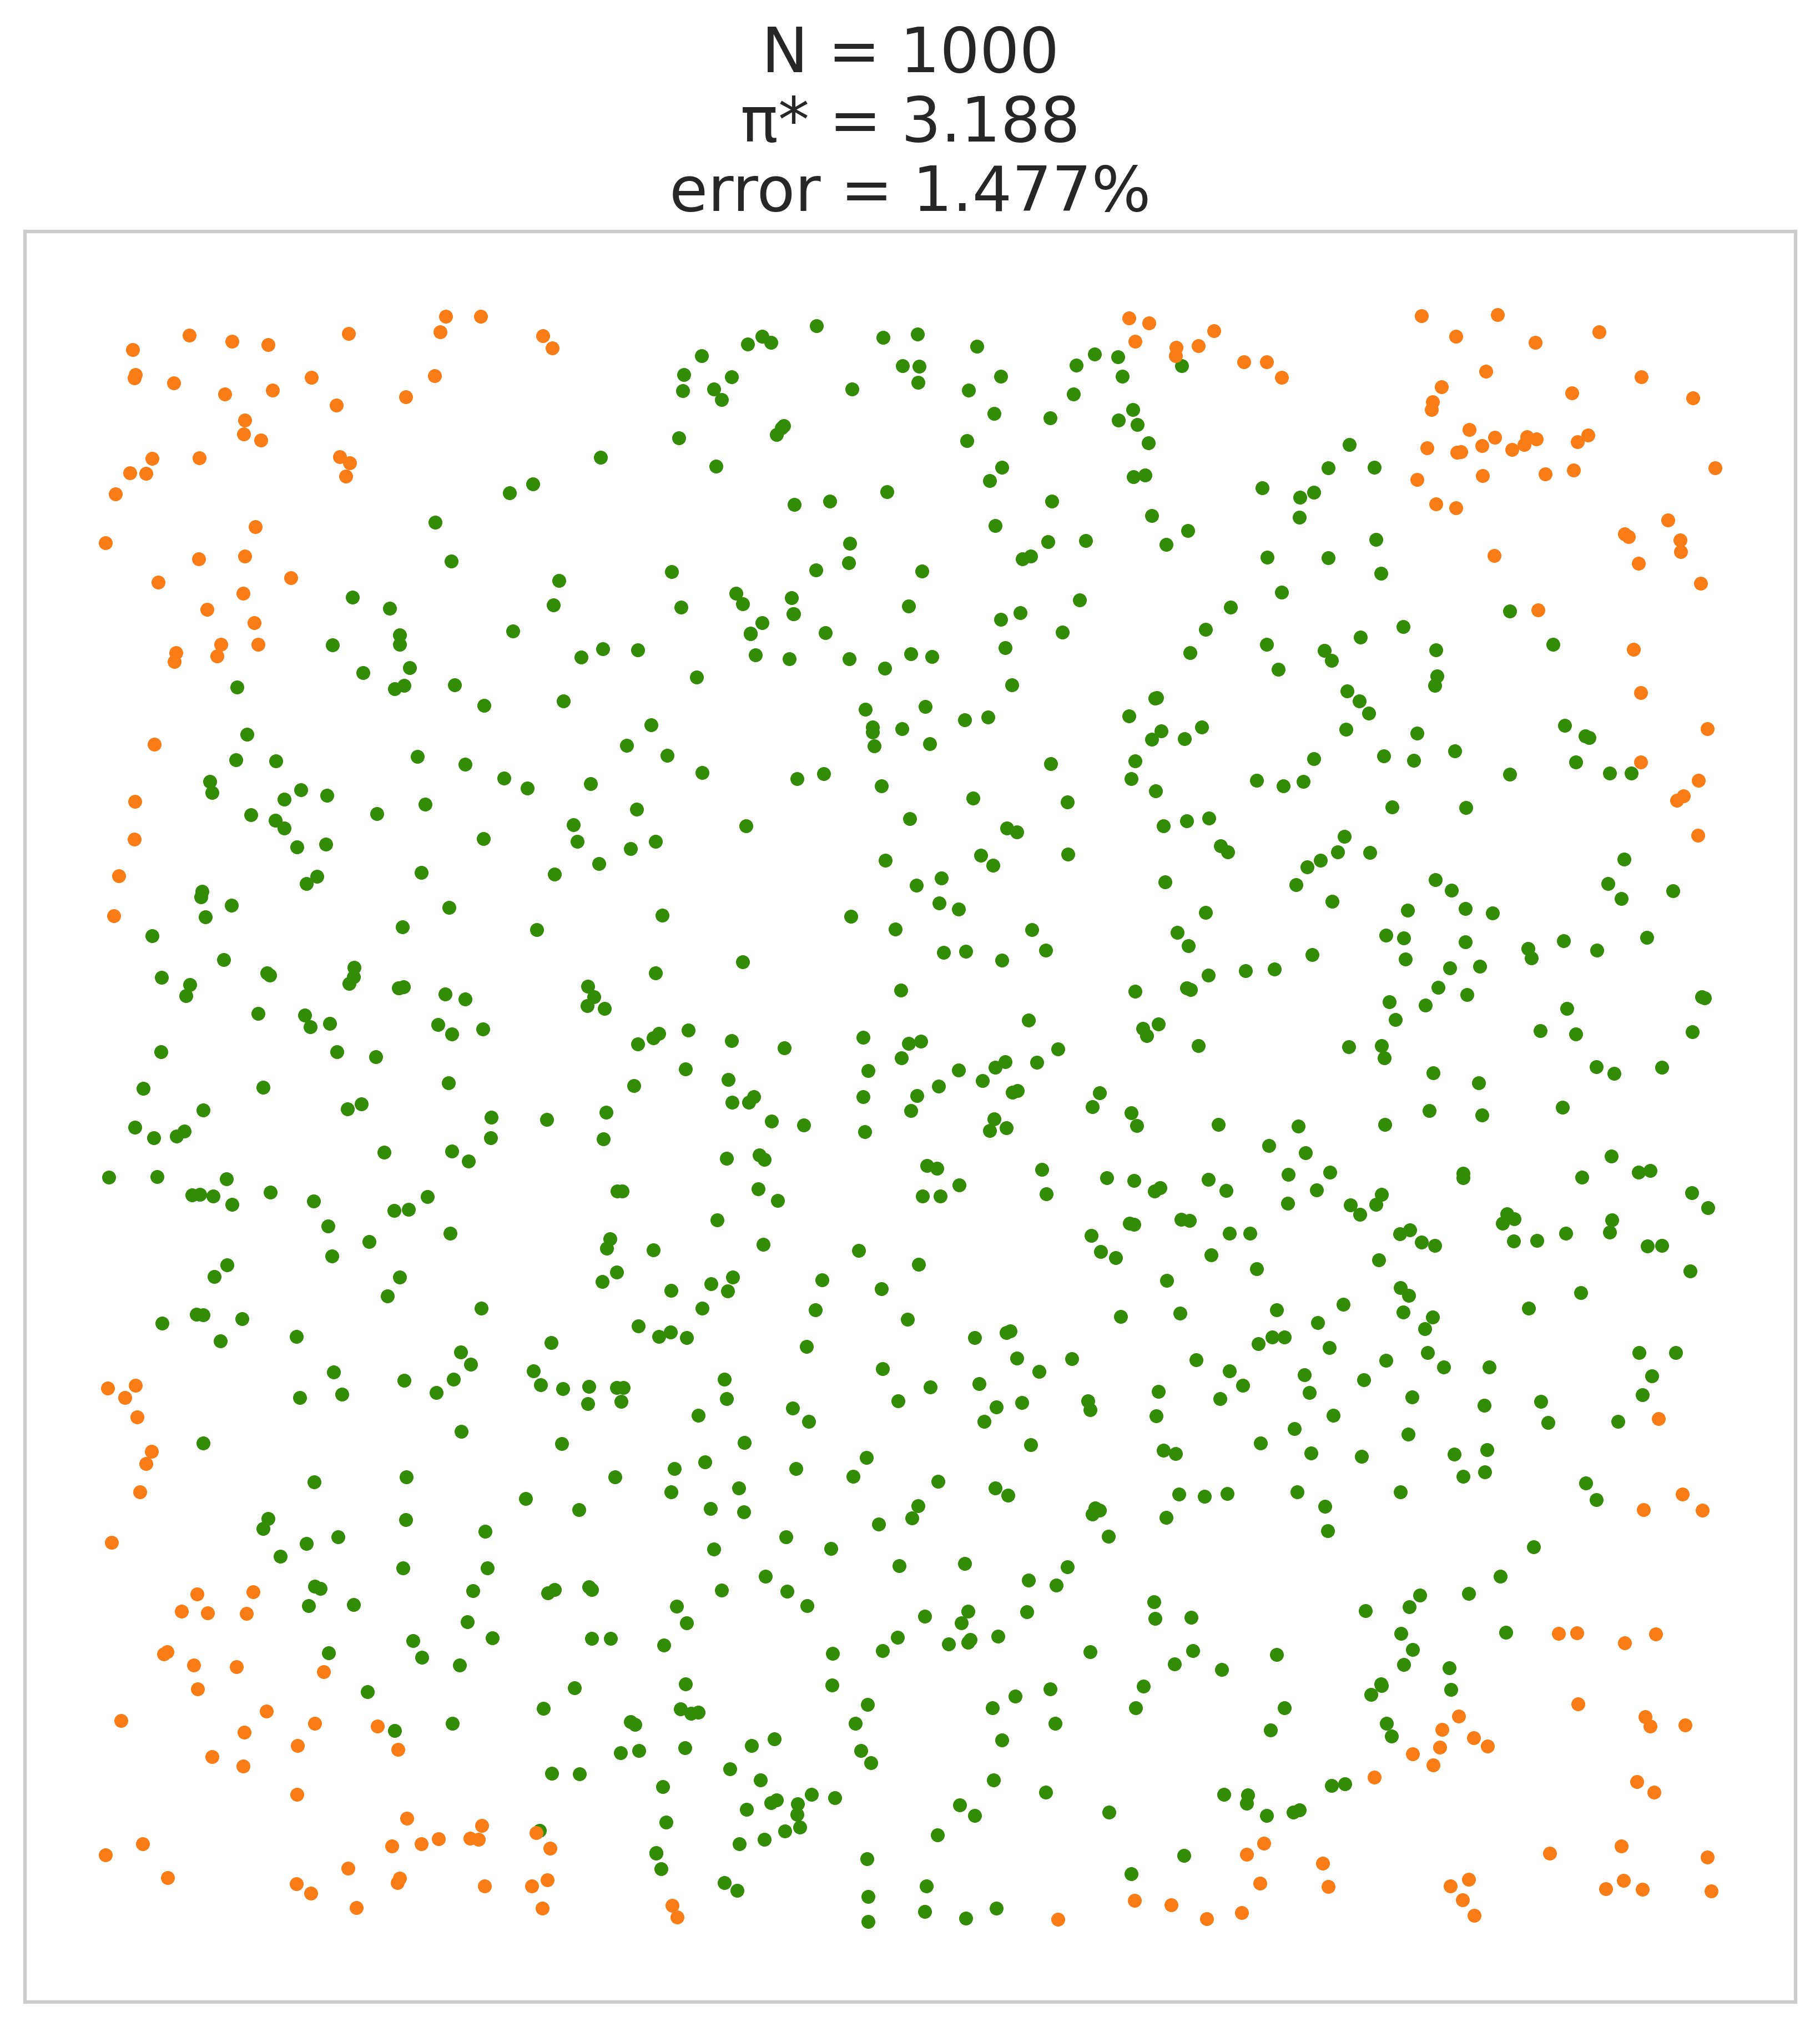 N = 1000
π* = 3.188
error = 1.477%